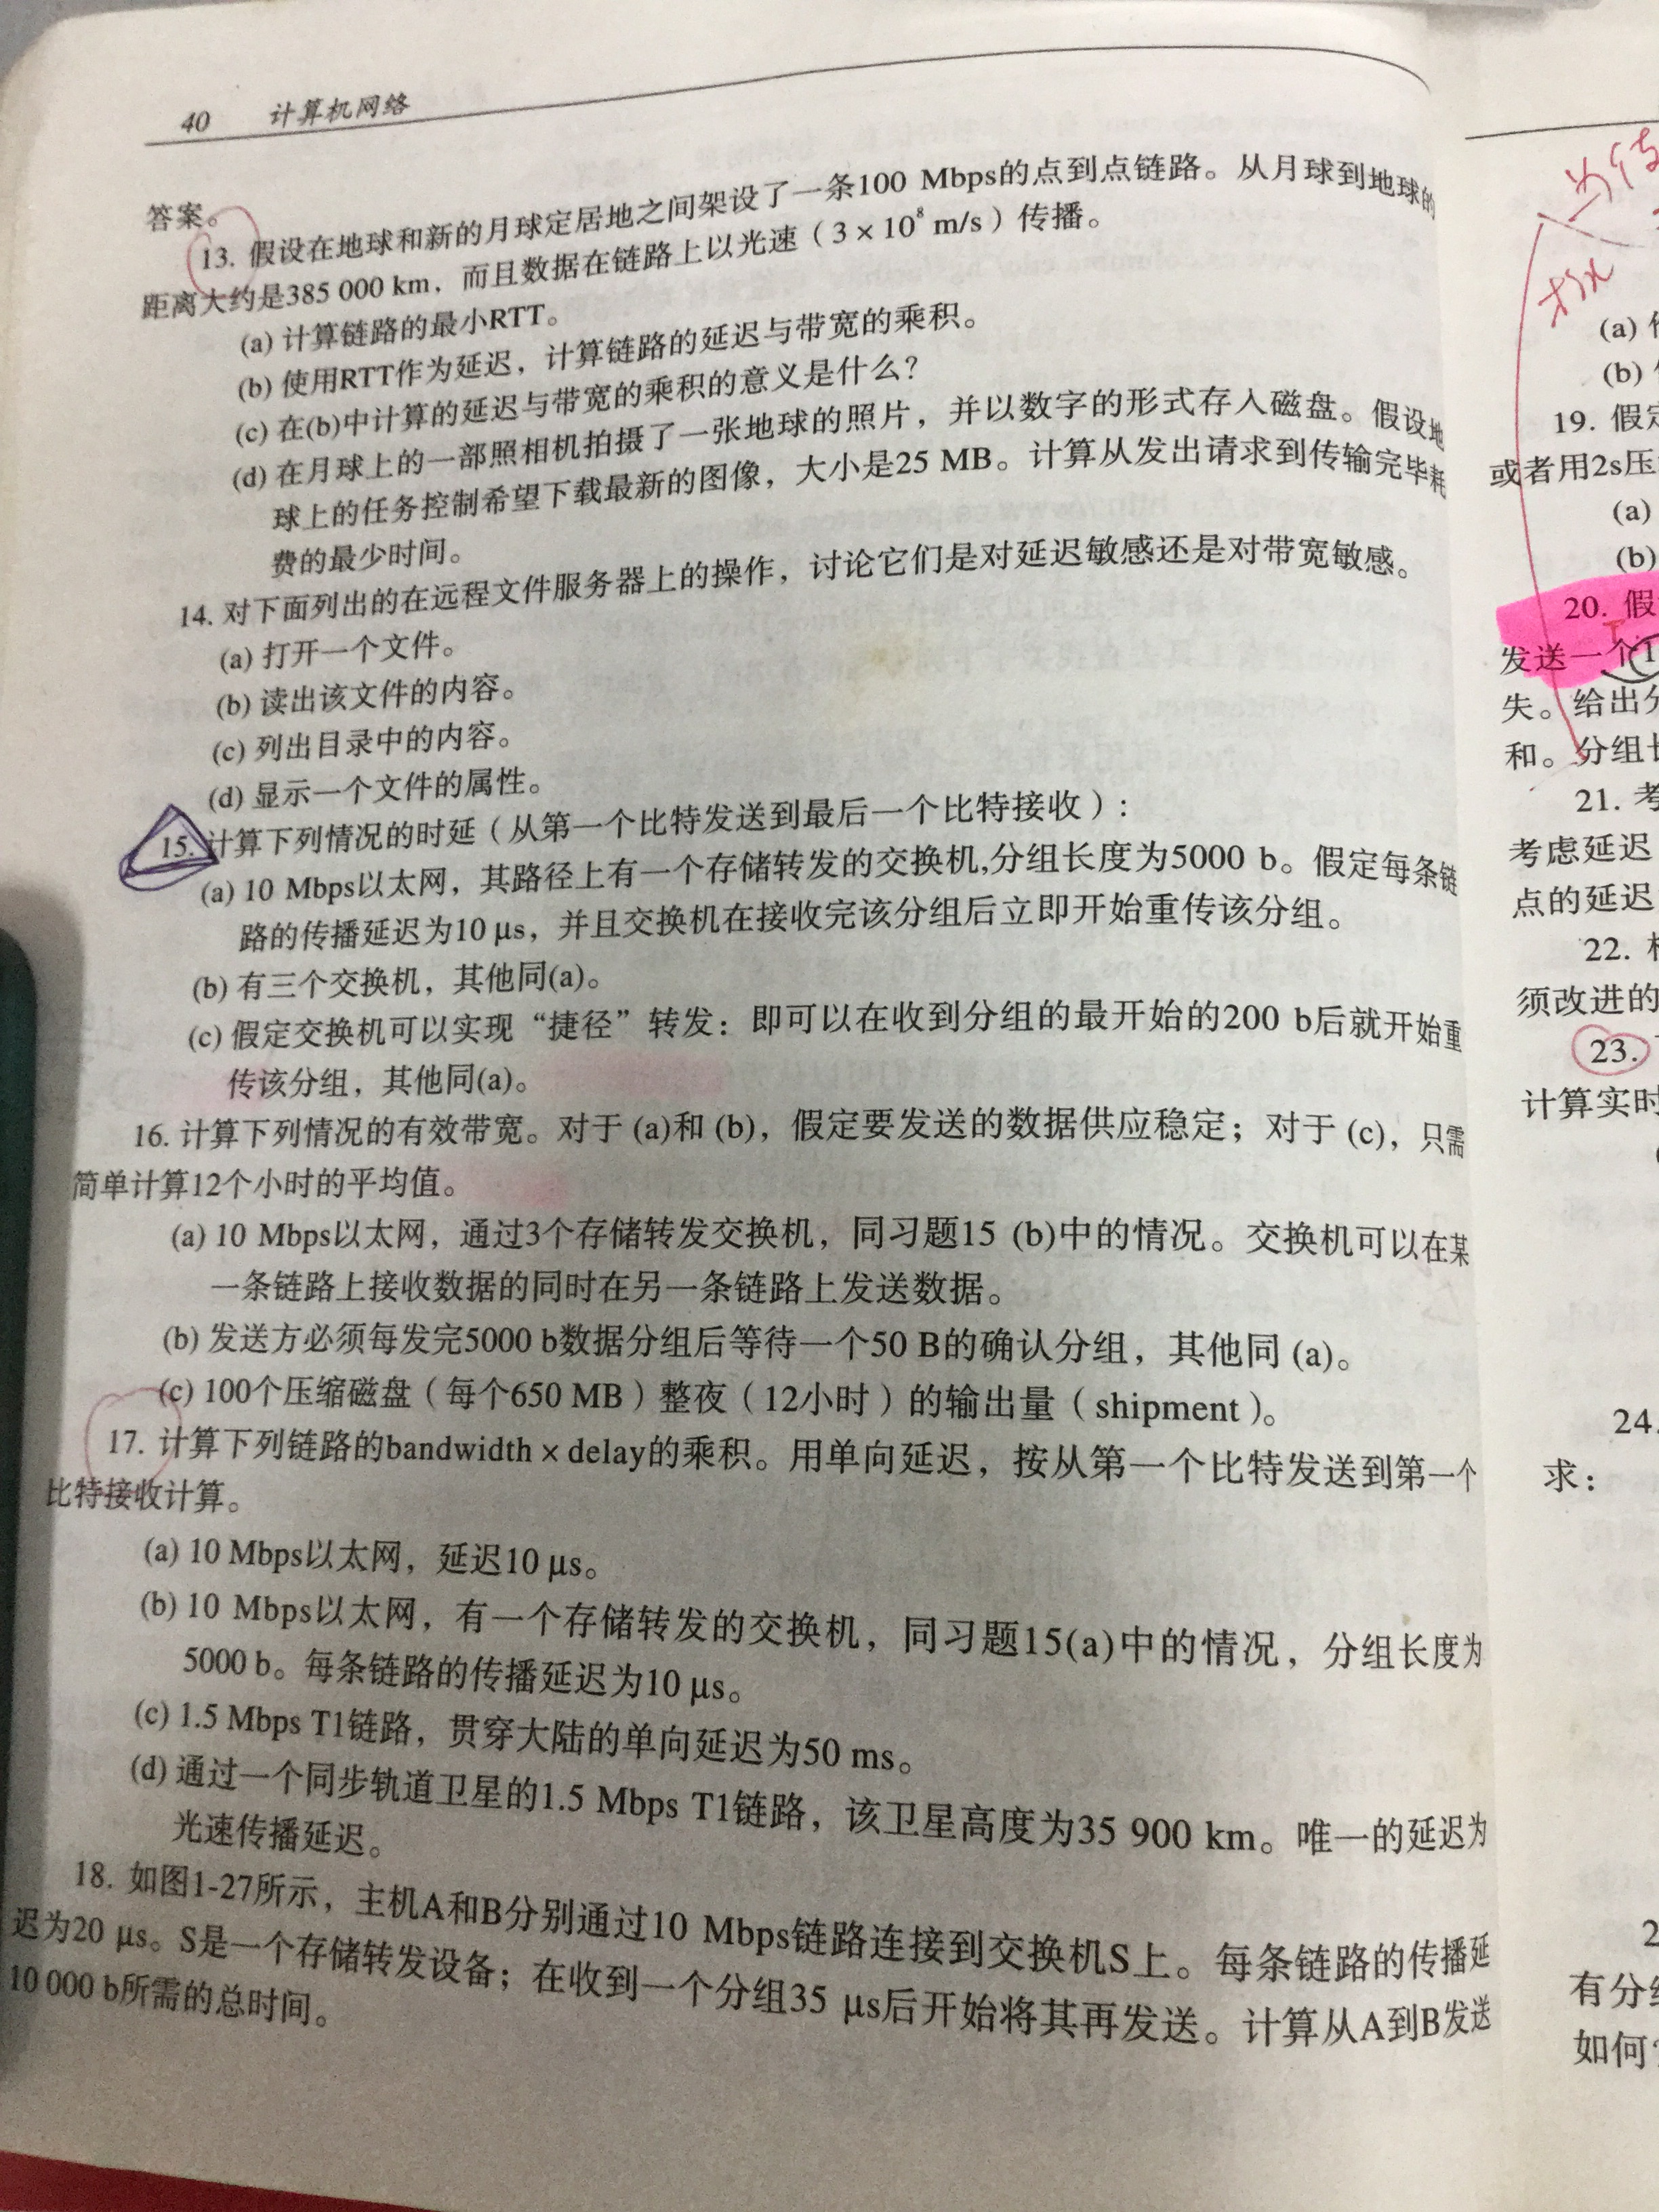 40 计算机网络
答案。
13. 假设在地球和新的月球定居地之间架设了一条100 Mbps的点到点链路。从月球到地球的
距离大约是385 000 km，而且数据在链路上以光速（3×10⁸ m/s）传播。
(a) 计算链路的最小RTT。
(b) 使用RTT作为延迟，计算链路的延迟与带宽的乘积。
(c) 在(b)中计算的延迟与带宽的乘积的意义是什么？
(d) 在月球上的一部照相机拍摄了一张地球的照片，并以数字的形式存入磁盘。假设地
球上的任务控制希望下载最新的图像，大小是25 MB。计算从发出请求到传输完毕耗
费的最少时间。
14. 对下面列出的在远程文件服务器上的操作，讨论它们是对延迟敏感还是对带宽敏感。
(a) 打开一个文件。
(b) 读出该文件的内容。
(c) 列出目录中的内容。
(d) 显示一个文件的属性。
15. 计算下列情况的时延（从第一个比特发送到最后一个比特接收）：
(a) 10 Mbps以太网，其路径上有一个存储转发的交换机,分组长度为5000 b。假定每条链
路的传播延迟为10 μs，并且交换机在接收完该分组后立即开始重传该分组。
(b) 有三个交换机，其他同(a)。
(c) 假定交换机可以实现“捷径”转发：即可以在收到分组的最开始的200 b后就开始重
传该分组，其他同(a)。
16. 计算下列情况的有效带宽。对于 (a)和 (b)，假定要发送的数据供应稳定；对于 (c)，只需
简单计算12个小时的平均值。
(a) 10 Mbps以太网，通过3个存储转发交换机，同习题15 (b)中的情况。交换机可以在某
一条链路上接收数据的同时在另一条链路上发送数据。
(b) 发送方必须每发完5000 b数据分组后等待一个50 B的确认分组，其他同 (a)。
(c) 100个压缩磁盘（每个650 MB）整夜（12小时）的输出量（shipment）。
17. 计算下列链路的bandwidth×delay的乘积。用单向延迟，按从第一个比特发送到第一个
比特接收计算。
(a) 10 Mbps以太网，延迟10 μs。
(b) 10 Mbps以太网，有一个存储转发的交换机，同习题15(a)中的情况，分组长度为
5000 b。每条链路的传播延迟为10 μs。
(c) 1.5 Mbps T1链路，贯穿大陆的单向延迟为50 ms。
(d) 通过一个同步轨道卫星的1.5 Mbps T1链路，该卫星高度为35 900 km。唯一的延迟为
光速传播延迟。
18. 如图1-27所示，主机A和B分别通过10 Mbps链路连接到交换机S上。每条链路的传播延
迟为20 μs。S是一个存储转发设备；在收到一个分组35 μs后开始将其再发送。计算从A到B发送
10 000 b所需的总时间。
(a)
(b)
19. 假定
或者用2s压
(a)
(b)
20. 假
发送一个1
失。给出分
和。分组长
21. 考
考虑延迟
点的延迟
22.
须改进的
23.
计算实时
24.
求：
2
有分组
如何